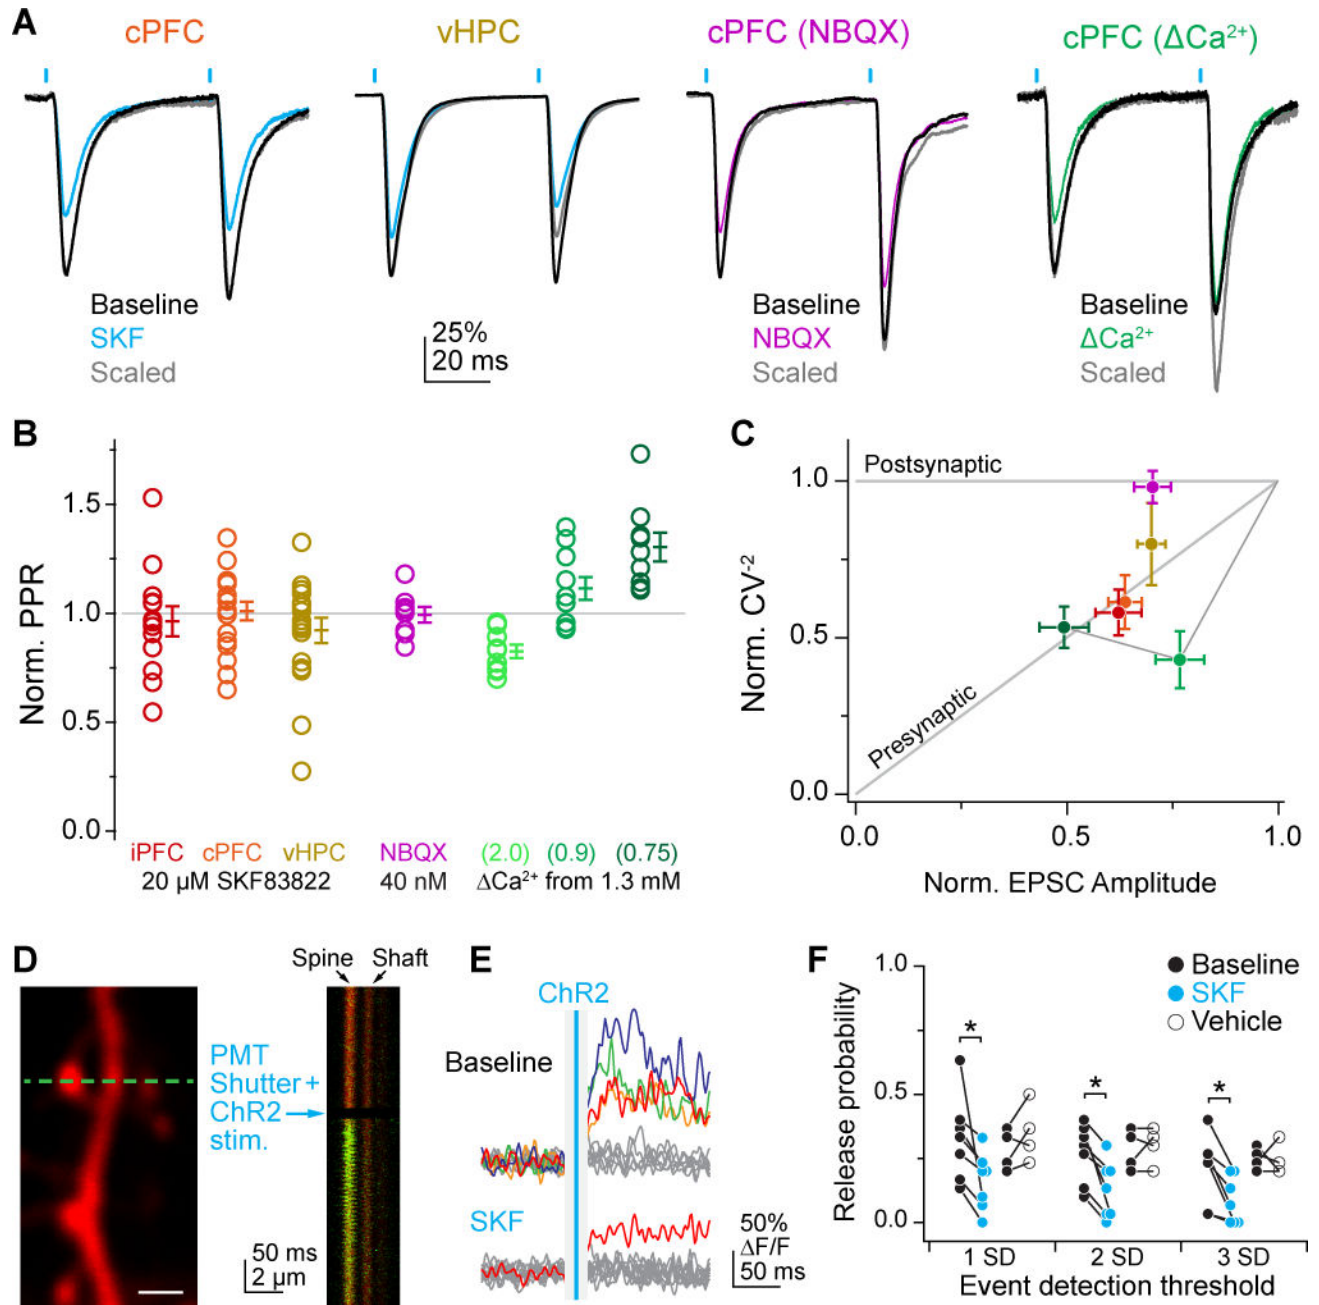 A
cPFC
vHPC
cPFC (NBQX)
cPFC (ΔCa²⁺)
Baseline
SKF
Scaled
25%
20 ms
Baseline
NBQX
Scaled
Baseline
ΔCa²⁺
Scaled
B
Norm. PPR
1.5
1.0
0.5
0.0
iPFC cPFC vHPC
20 µM SKF83822
NBQX
40 nM
(2.0) (0.9) (0.75)
ΔCa²⁺ from 1.3 mM
C
Norm. CV⁻²
1.0
0.5
0.0
Postsynaptic
Presynaptic
0.0 0.5 1.0
Norm. EPSC Amplitude
D
Spine Shaft
PMT
Shutter +
ChR2
stim.
50 ms
2 µm
E
ChR2
Baseline
SKF
50%
ΔF/F
50 ms
F
Release probability
1.0
0.5
0.0
Baseline
SKF
Vehicle
* * *
1 SD 2 SD 3 SD
Event detection threshold